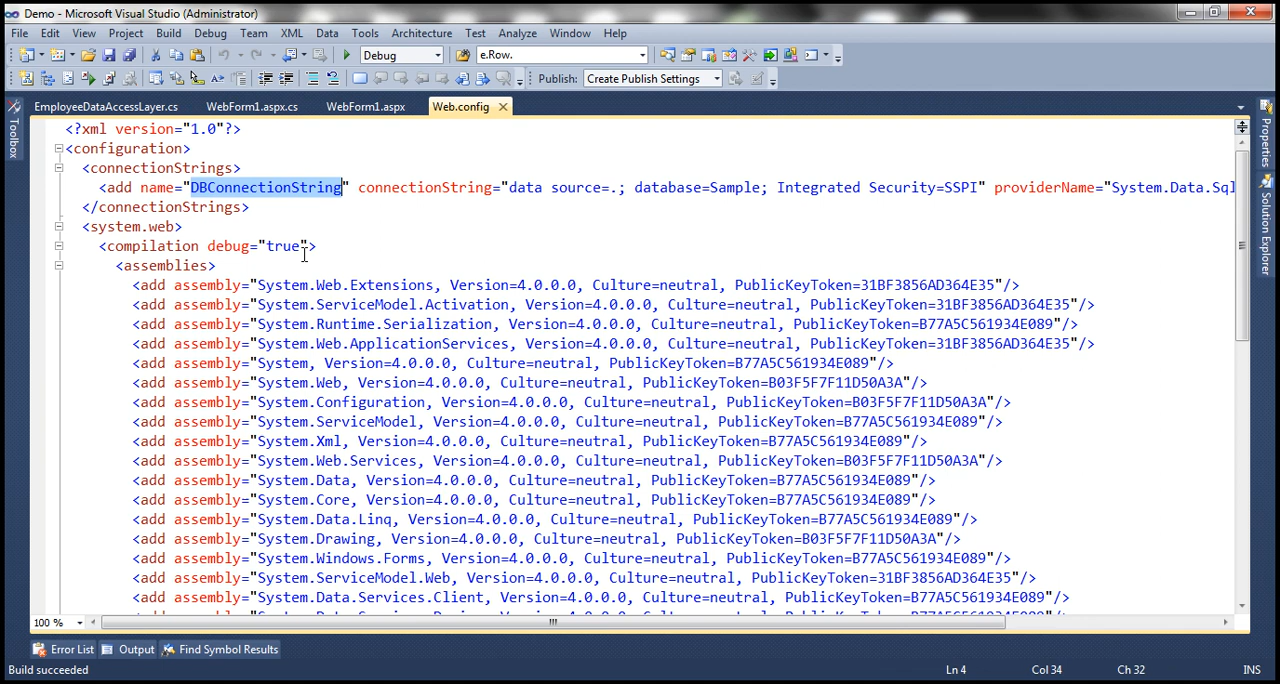 Demo - Microsoft Visual Studio (Administrator)
File Edit View Project Build Debug Team XML Data Tools Architecture Test Analyze Window Help
Debug e.Row.
Publish: Create Publish Settings
EmployeeDataAccessLayer.cs WebForm1.aspx.cs WebForm1.aspx Web.config
Toolbox
Properties
Solution Explorer
<?xml version="1.0"?>
<configuration>
<connectionStrings>
<add name="DBConnectionString" connectionString="data source=.; database=Sample; Integrated Security=SSPI" providerName="System.Data.Sql
</connectionStrings>
<system.web>
<compilation debug="true">
<assemblies>
<add assembly="System.Web.Extensions, Version=4.0.0.0, Culture=neutral, PublicKeyToken=31BF3856AD364E35"/>
<add assembly="System.ServiceModel.Activation, Version=4.0.0.0, Culture=neutral, PublicKeyToken=31BF3856AD364E35"/>
<add assembly="System.Runtime.Serialization, Version=4.0.0.0, Culture=neutral, PublicKeyToken=B77A5C561934E089"/>
<add assembly="System.Web.ApplicationServices, Version=4.0.0.0, Culture=neutral, PublicKeyToken=31BF3856AD364E35"/>
<add assembly="System, Version=4.0.0.0, Culture=neutral, PublicKeyToken=B77A5C561934E089"/>
<add assembly="System.Web, Version=4.0.0.0, Culture=neutral, PublicKeyToken=B03F5F7F11D50A3A"/>
<add assembly="System.Configuration, Version=4.0.0.0, Culture=neutral, PublicKeyToken=B03F5F7F11D50A3A"/>
<add assembly="System.ServiceModel, Version=4.0.0.0, Culture=neutral, PublicKeyToken=B77A5C561934E089"/>
<add assembly="System.Xml, Version=4.0.0.0, Culture=neutral, PublicKeyToken=B77A5C561934E089"/>
<add assembly="System.Web.Services, Version=4.0.0.0, Culture=neutral, PublicKeyToken=B03F5F7F11D50A3A"/>
<add assembly="System.Data, Version=4.0.0.0, Culture=neutral, PublicKeyToken=B77A5C561934E089"/>
<add assembly="System.Core, Version=4.0.0.0, Culture=neutral, PublicKeyToken=B77A5C561934E089"/>
<add assembly="System.Data.Linq, Version=4.0.0.0, Culture=neutral, PublicKeyToken=B77A5C561934E089"/>
<add assembly="System.Drawing, Version=4.0.0.0, Culture=neutral, PublicKeyToken=B03F5F7F11D50A3A"/>
<add assembly="System.Windows.Forms, Version=4.0.0.0, Culture=neutral, PublicKeyToken=B77A5C561934E089"/>
<add assembly="System.ServiceModel.Web, Version=4.0.0.0, Culture=neutral, PublicKeyToken=31BF3856AD364E35"/>
<add assembly="System.Data.Services.Client, Version=4.0.0.0, Culture=neutral, PublicKeyToken=B77A5C561934E089"/>
100 %
Error List Output Find Symbol Results
Build succeeded Ln 4 Col 34 Ch 32 INS